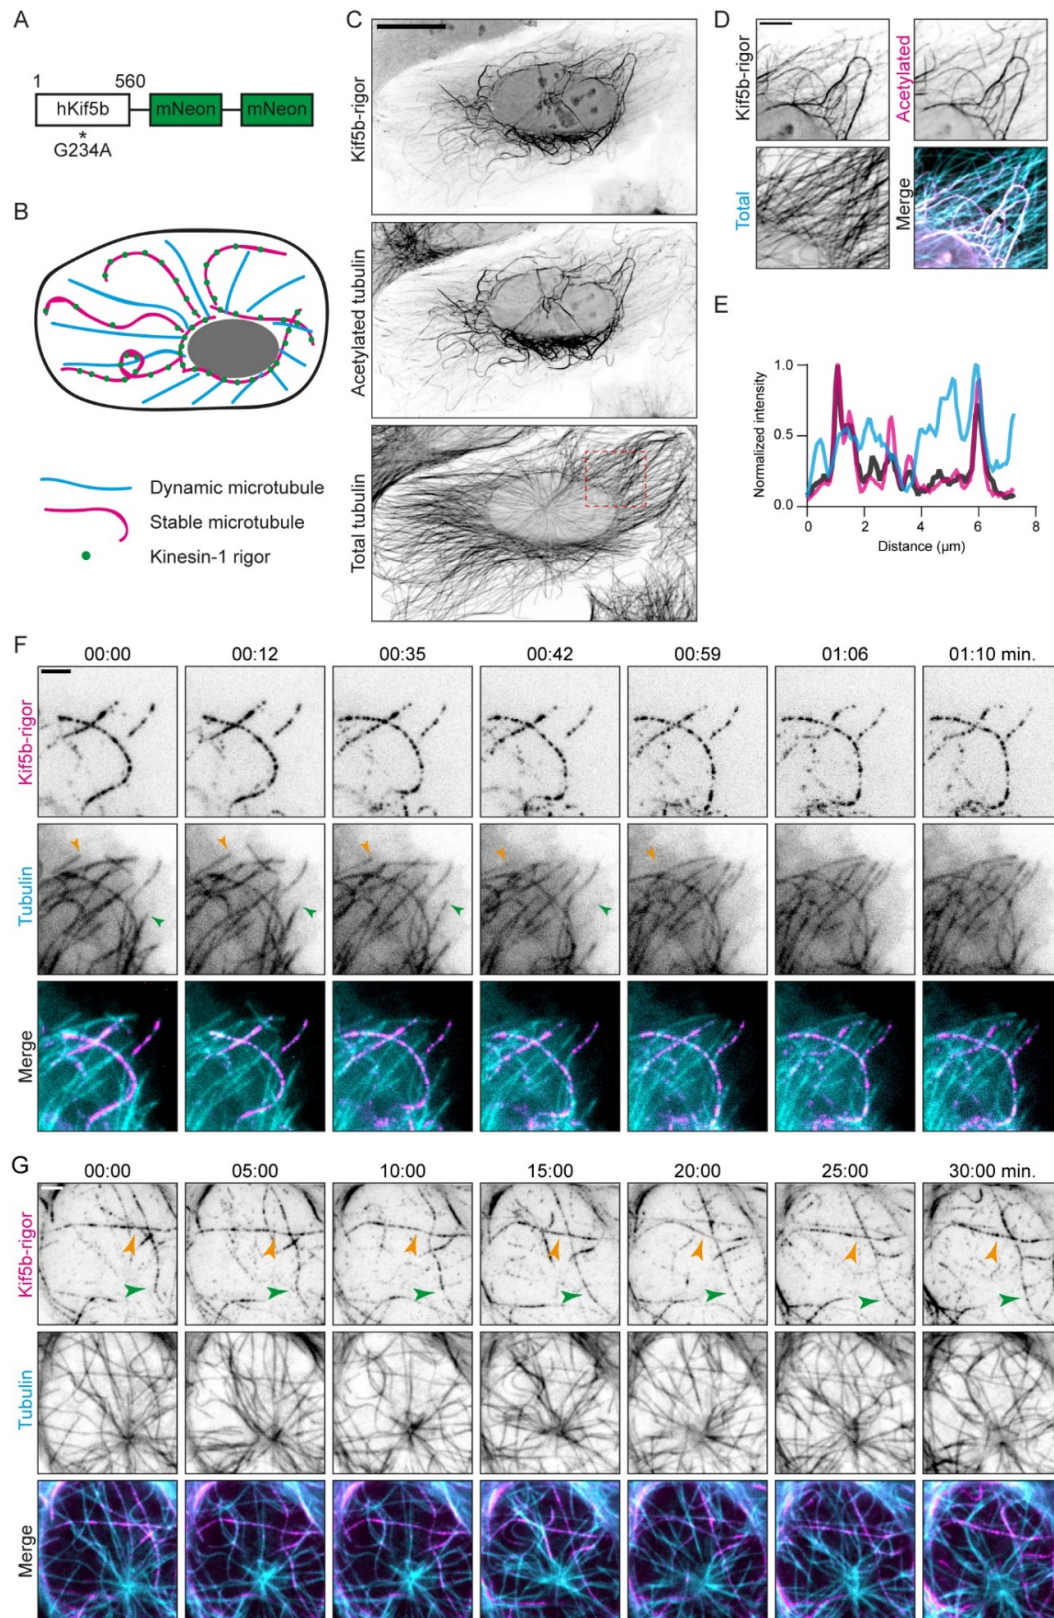 A
1 560
hKif5b mNeon mNeon
*
G234A
B
Dynamic microtubule
Stable microtubule
Kinesin-1 rigor
C
Kif5b-rigor
Acetylated tubulin
Total tubulin
D
Kif5b-rigor
Acetylated
Total
Merge
E
Normalized intensity
1.0
0.5
0.0
0 2 4 6 8
Distance (µm)
F
00:00 00:12 00:35 00:42 00:59 01:06 01:10 min.
Kif5b-rigor
Tubulin
Merge
G
00:00 05:00 10:00 15:00 20:00 25:00 30:00 min.
Kif5b-rigor
Tubulin
Merge